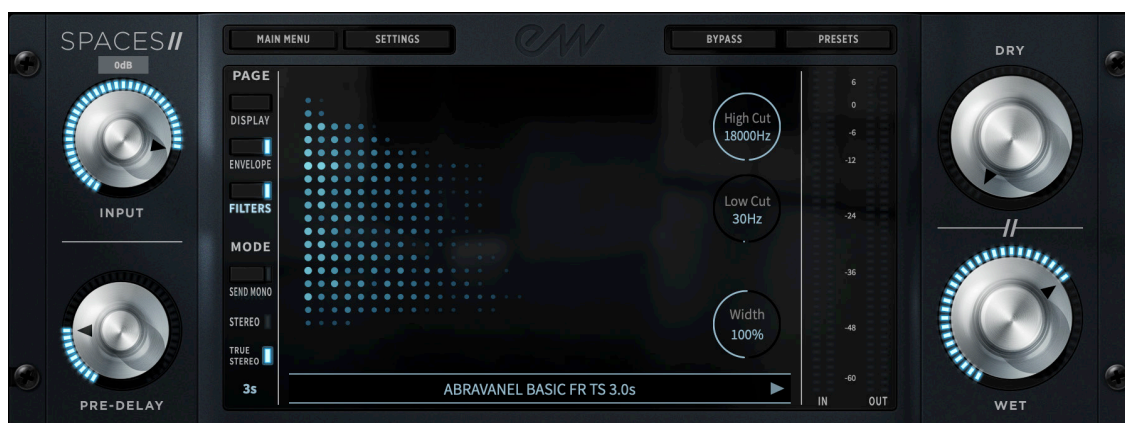 SPACES//
0dB
INPUT
PRE-DELAY
MAIN MENU
SETTINGS
EW
BYPASS
PRESETS
PAGE
DISPLAY
ENVELOPE
FILTERS
MODE
SEND MONO
STEREO
TRUE
STEREO
3s
High Cut
18000Hz
Low Cut
30Hz
Width
100%
ABRAVANEL BASIC FR TS 3.0s
6
0
-6
-12
-24
-36
-48
-60
IN
OUT
DRY
//
WET